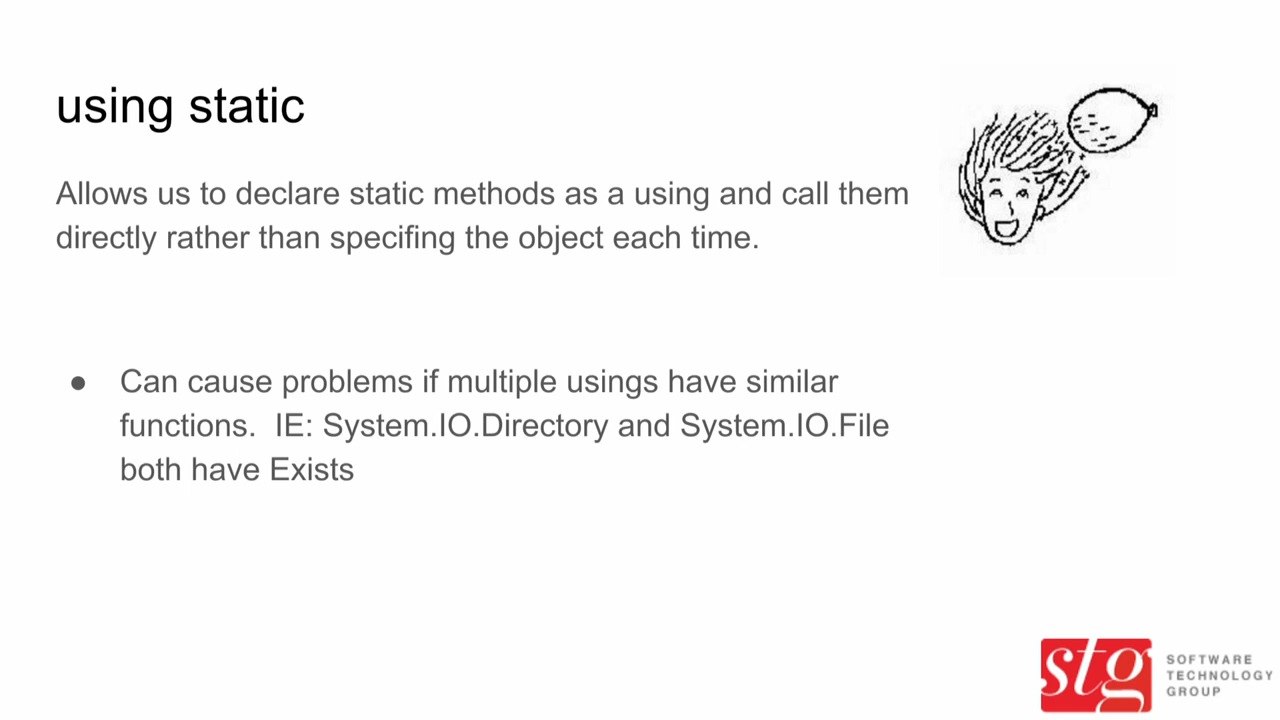 using static
Allows us to declare static methods as a using and call them
directly rather than specifing the object each time.
● Can cause problems if multiple usings have similar
functions.  IE: System.IO.Directory and System.IO.File
both have Exists
stg
SOFTWARE
TECHNOLOGY
GROUP